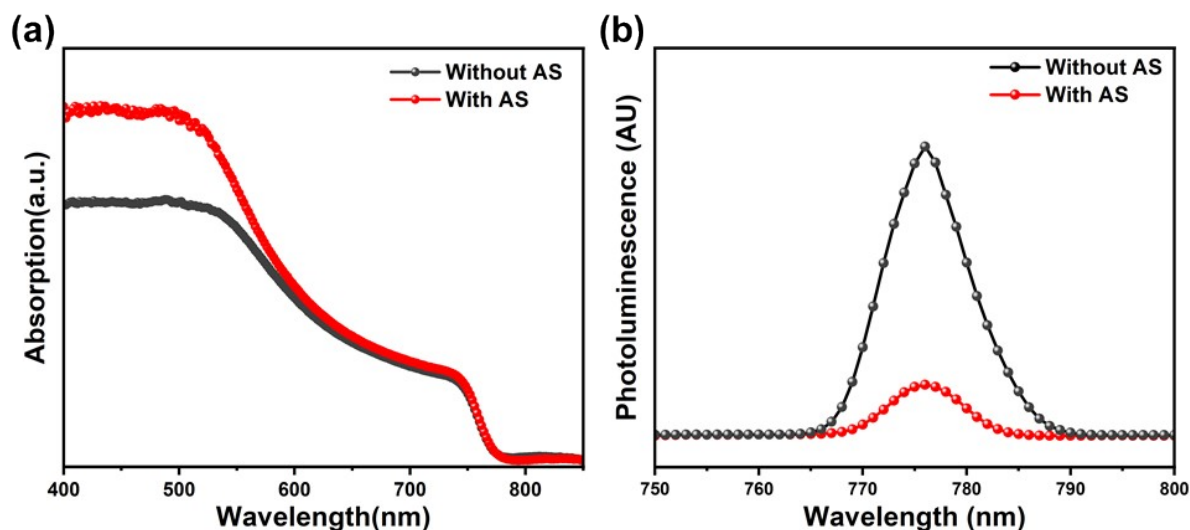 (a)
Absorption(a.u.)
Without AS
With AS
400 500 600 700 800
Wavelength(nm)
(b)
Photoluminescence (AU)
Without AS
With AS
750 760 770 780 790 800
Wavelength (nm)